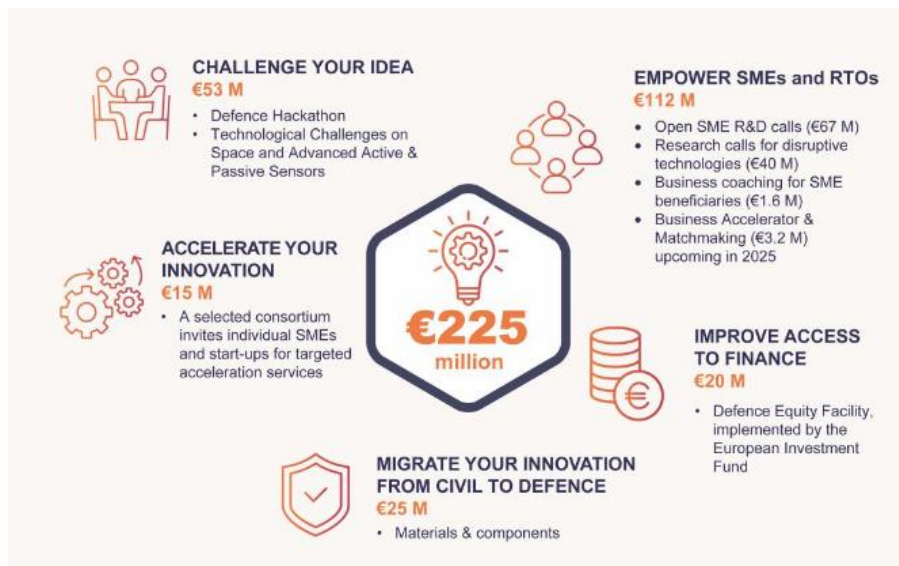 CHALLENGE YOUR IDEA
€53 M
• Defence Hackathon
• Technological Challenges on
Space and Advanced Active &
Passive Sensors
EMPOWER SMEs and RTOs
€112 M
• Open SME R&D calls (€67 M)
• Research calls for disruptive
technologies (€40 M)
• Business coaching for SME
beneficiaries (€1.6 M)
• Business Accelerator &
Matchmaking (€3.2 M)
upcoming in 2025
ACCELERATE YOUR
INNOVATION
€15 M
• A selected consortium
invites individual SMEs
and start-ups for targeted
acceleration services
€225
million
IMPROVE ACCESS
TO FINANCE
€20 M
• Defence Equity Facility,
implemented by the
European Investment
Fund
€
MIGRATE YOUR INNOVATION
FROM CIVIL TO DEFENCE
€25 M
• Materials & components